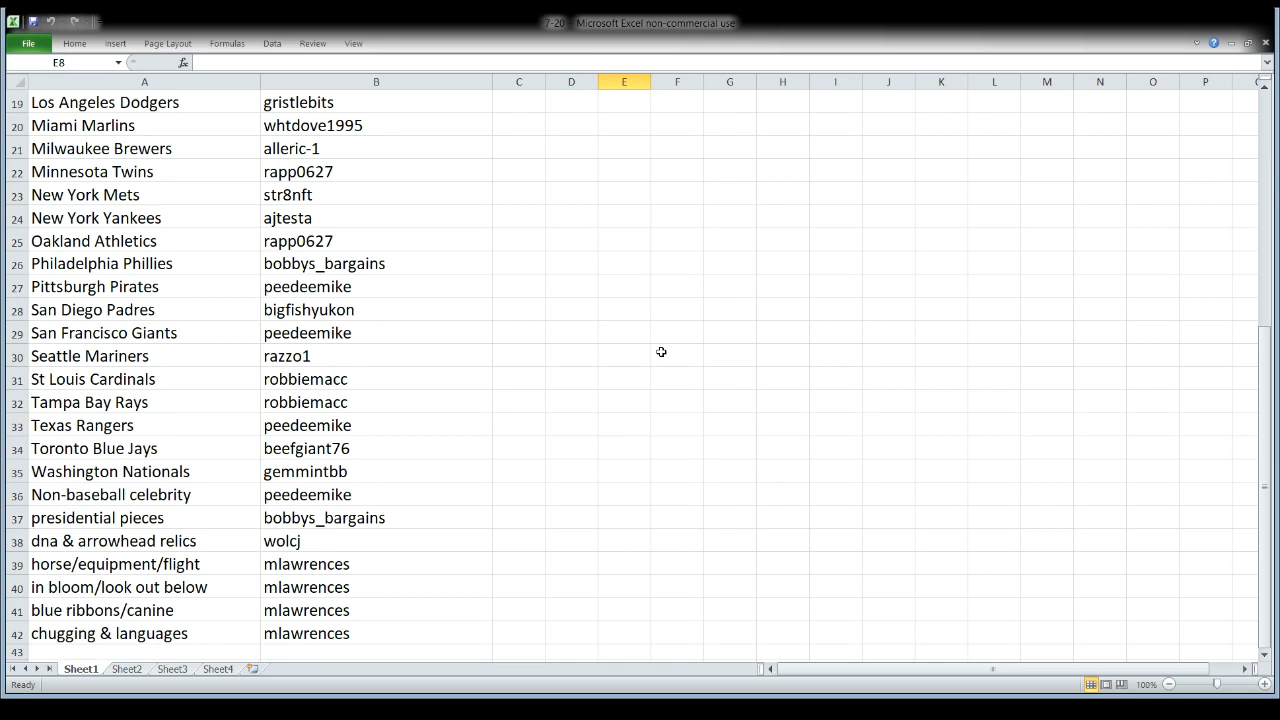 7-20 - Microsoft Excel non-commercial use
File Home Insert Page Layout Formulas Data Review View
E8 fx
A B C D E F G H I J K L M N O P
19 Los Angeles Dodgers gristlebits
20 Miami Marlins whtdove1995
21 Milwaukee Brewers alleric-1
22 Minnesota Twins rapp0627
23 New York Mets str8nft
24 New York Yankees ajtesta
25 Oakland Athletics rapp0627
26 Philadelphia Phillies bobbys_bargains
27 Pittsburgh Pirates peedeemike
28 San Diego Padres bigfishyukon
29 San Francisco Giants peedeemike
30 Seattle Mariners razzo1
31 St Louis Cardinals robbiemacc
32 Tampa Bay Rays robbiemacc
33 Texas Rangers peedeemike
34 Toronto Blue Jays beefgiant76
35 Washington Nationals gemmintbb
36 Non-baseball celebrity peedeemike
37 presidential pieces bobbys_bargains
38 dna & arrowhead relics wolcj
39 horse/equipment/flight mlawrences
40 in bloom/look out below mlawrences
41 blue ribbons/canine mlawrences
42 chugging & languages mlawrences
43
Sheet1 Sheet2 Sheet3 Sheet4
Ready 100%